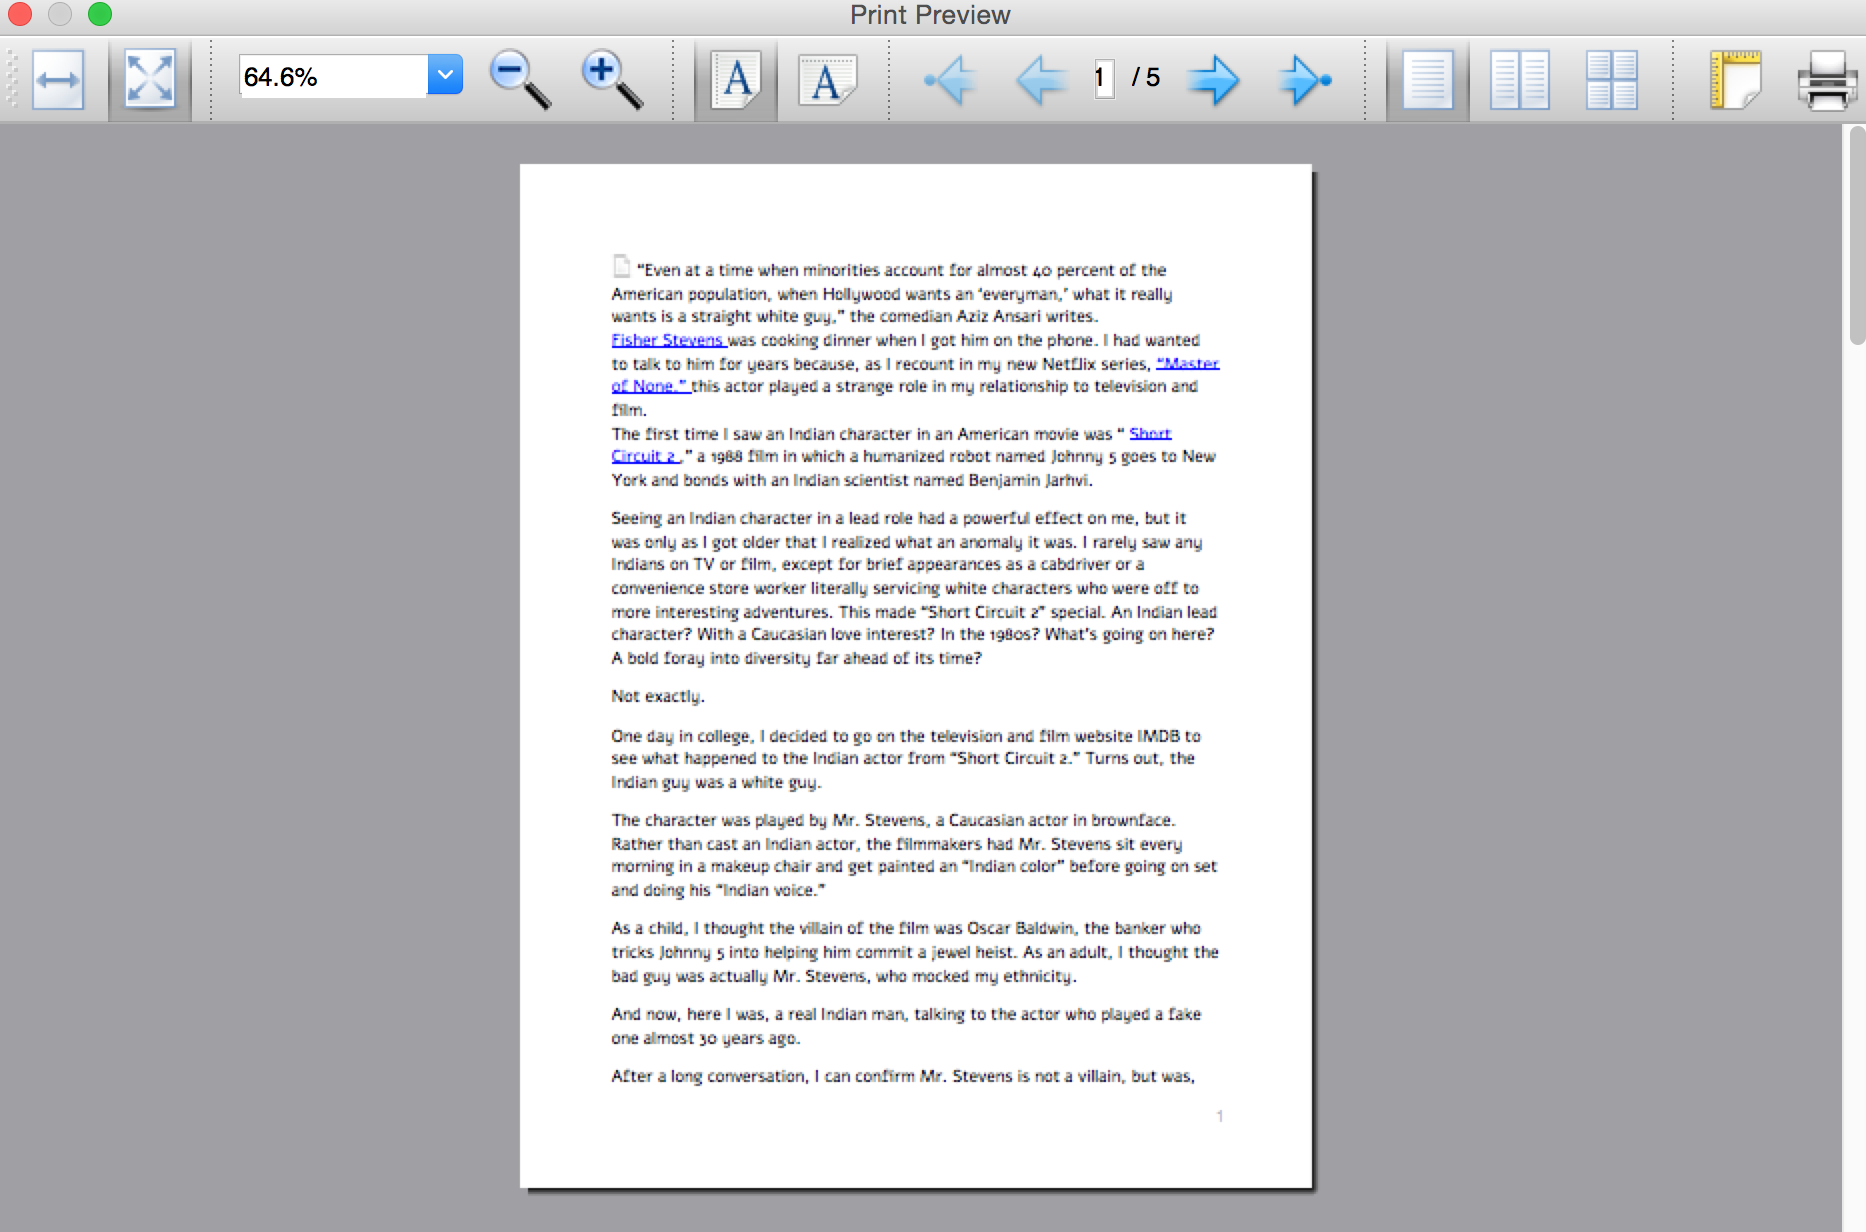 Print Preview
64.6%
A
A
1 / 5
“Even at a time when minorities account for almost 40 percent of the
American population, when Hollywood wants an ‘everyman,’ what it really
wants is a straight white guy,” the comedian Aziz Ansari writes.
Fisher Stevens was cooking dinner when I got him on the phone. I had wanted
to talk to him for years because, as I recount in my new Netflix series, “Master
of None,” this actor played a strange role in my relationship to television and
film.
The first time I saw an Indian character in an American movie was “ Short
Circuit 2 ,” a 1988 film in which a humanized robot named Johnny 5 goes to New
York and bonds with an Indian scientist named Benjamin Jarhvi.
Seeing an Indian character in a lead role had a powerful effect on me, but it
was only as I got older that I realized what an anomaly it was. I rarely saw any
Indians on TV or film, except for brief appearances as a cabdriver or a
convenience store worker literally servicing white characters who were off to
more interesting adventures. This made “Short Circuit 2” special. An Indian lead
character? With a Caucasian love interest? In the 1980s? What’s going on here?
A bold foray into diversity far ahead of its time?
Not exactly.
One day in college, I decided to go on the television and film website IMDB to
see what happened to the Indian actor from “Short Circuit 2.” Turns out, the
Indian guy was a white guy.
The character was played by Mr. Stevens, a Caucasian actor in brownface.
Rather than cast an Indian actor, the filmmakers had Mr. Stevens sit every
morning in a makeup chair and get painted an “Indian color” before going on set
and doing his “Indian voice.”
As a child, I thought the villain of the film was Oscar Baldwin, the banker who
tricks Johnny 5 into helping him commit a jewel heist. As an adult, I thought the
bad guy was actually Mr. Stevens, who mocked my ethnicity.
And now, here I was, a real Indian man, talking to the actor who played a fake
one almost 30 years ago.
After a long conversation, I can confirm Mr. Stevens is not a villain, but was,
1